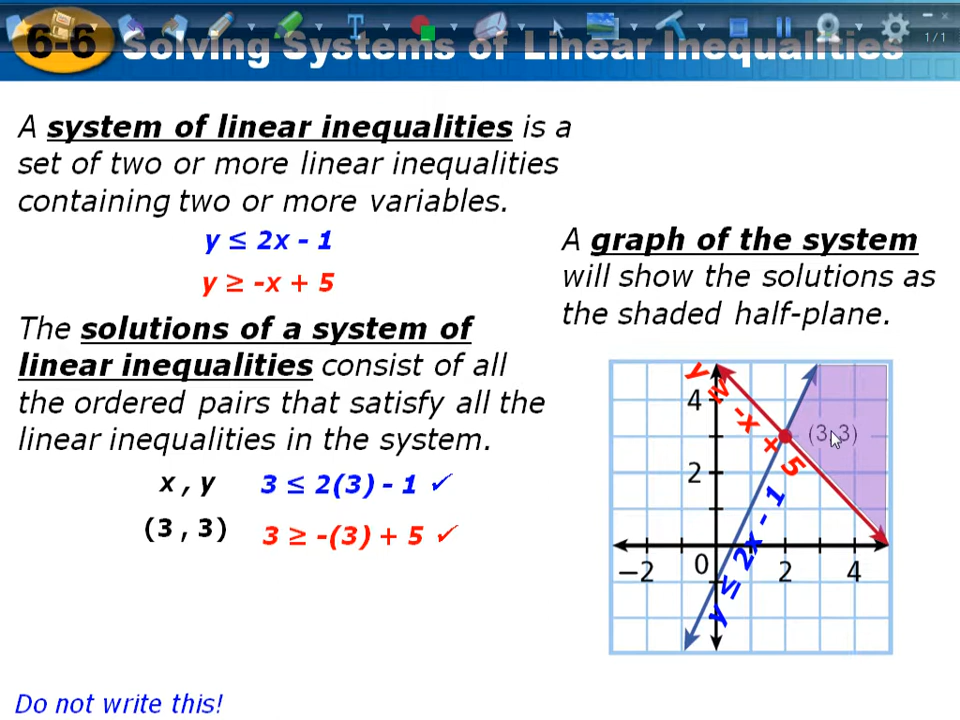 1/1
6-6 Solving Systems of Linear Inequalities
A system of linear inequalities is a
set of two or more linear inequalities
containing two or more variables.
y ≤ 2x - 1
y ≥ -x + 5
The solutions of a system of
linear inequalities consist of all
the ordered pairs that satisfy all the
linear inequalities in the system.
x , y 3 ≤ 2(3) - 1 ✓
(3 , 3) 3 ≥ -(3) + 5 ✓
A graph of the system
will show the solutions as
the shaded half-plane.
y ≥ -x + 5
4
(3, 3)
2
y ≤ 2x - 1
−2 0 2 4
Do not write this!